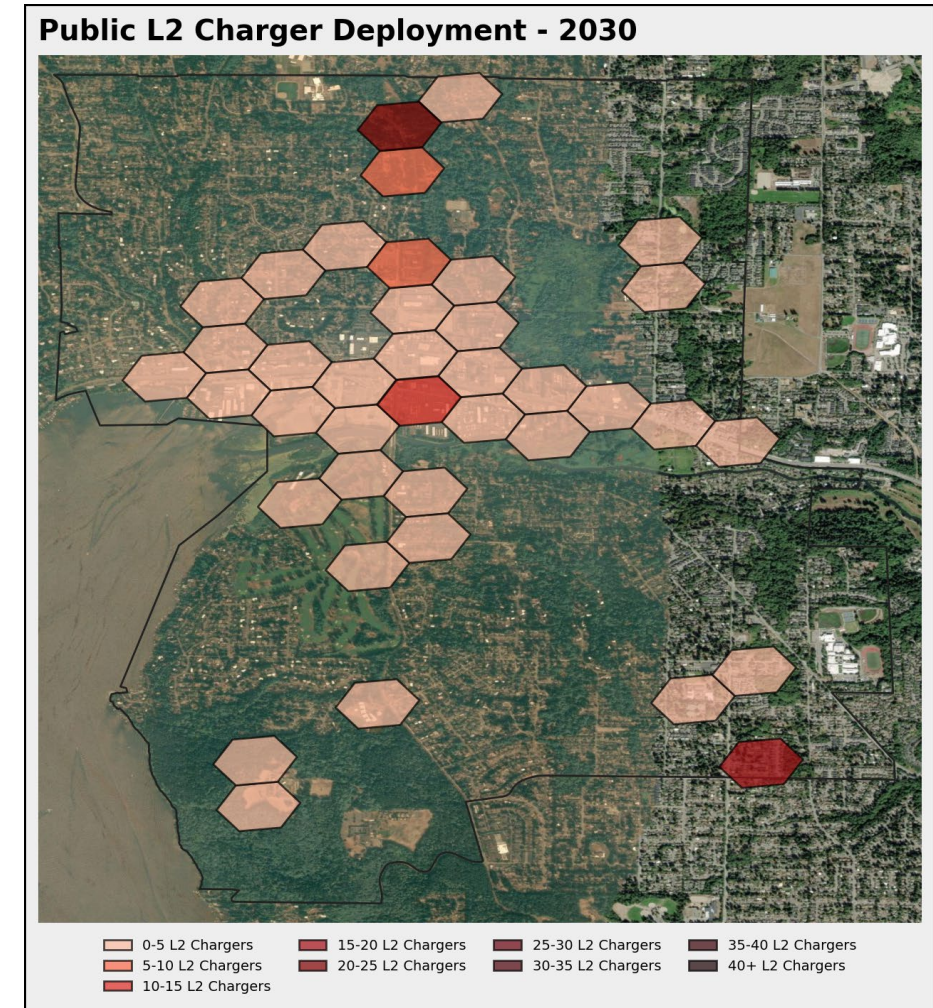 Public L2 Charger Deployment - 2030
0-5 L2 Chargers
5-10 L2 Chargers
10-15 L2 Chargers
15-20 L2 Chargers
20-25 L2 Chargers
25-30 L2 Chargers
30-35 L2 Chargers
35-40 L2 Chargers
40+ L2 Chargers